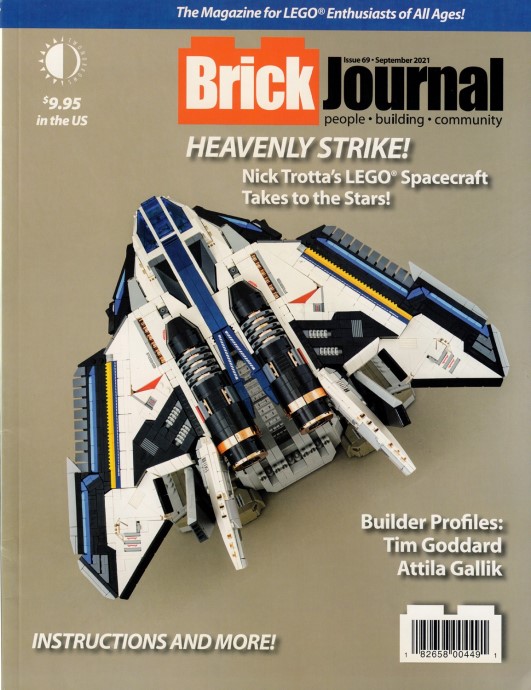 The Magazine for LEGO® Enthusiasts of All Ages!
$9.95
in the US
Issue 69 • September 2021
Brick Journal
people • building • community
HEAVENLY STRIKE!
Nick Trotta's LEGO® Spacecraft
Takes to the Stars!
Builder Profiles:
Tim Goddard
Attila Gallik
INSTRUCTIONS AND MORE!
1 82658 00449 1